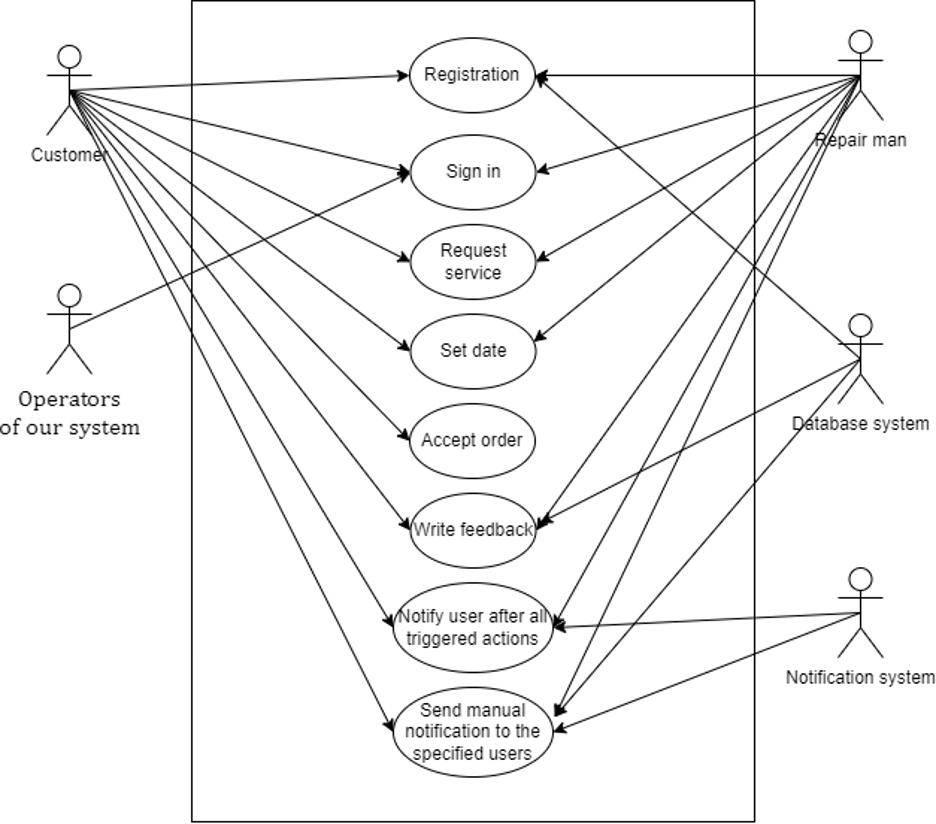 Registration
Customer
Repair man
Sign in
Request
service
Set date
Operators
of our system
Database system
Accept order
Write feedback
Notify user after all
triggered actions
Notification system
Send manual
notification to the
specified users